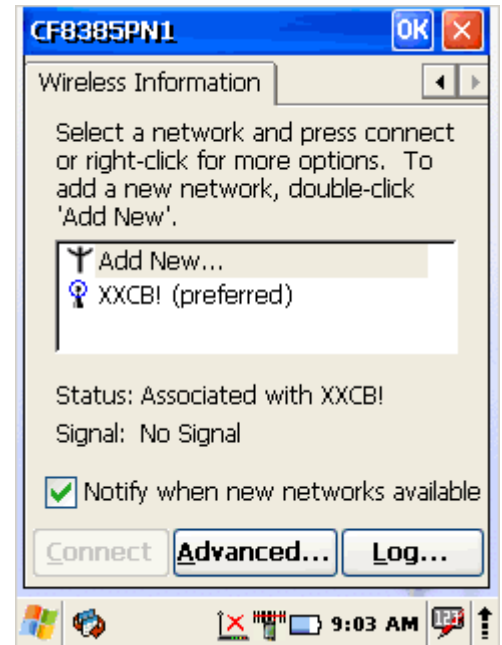 CF8385PN1 OK
Wireless Information
Select a network and press connect
or right-click for more options. To
add a new network, double-click
'Add New'.
Add New...
XXCB! (preferred)
Status: Associated with XXCB!
Signal: No Signal
Notify when new networks available
Connect Advanced... Log...
9:03 AM 123